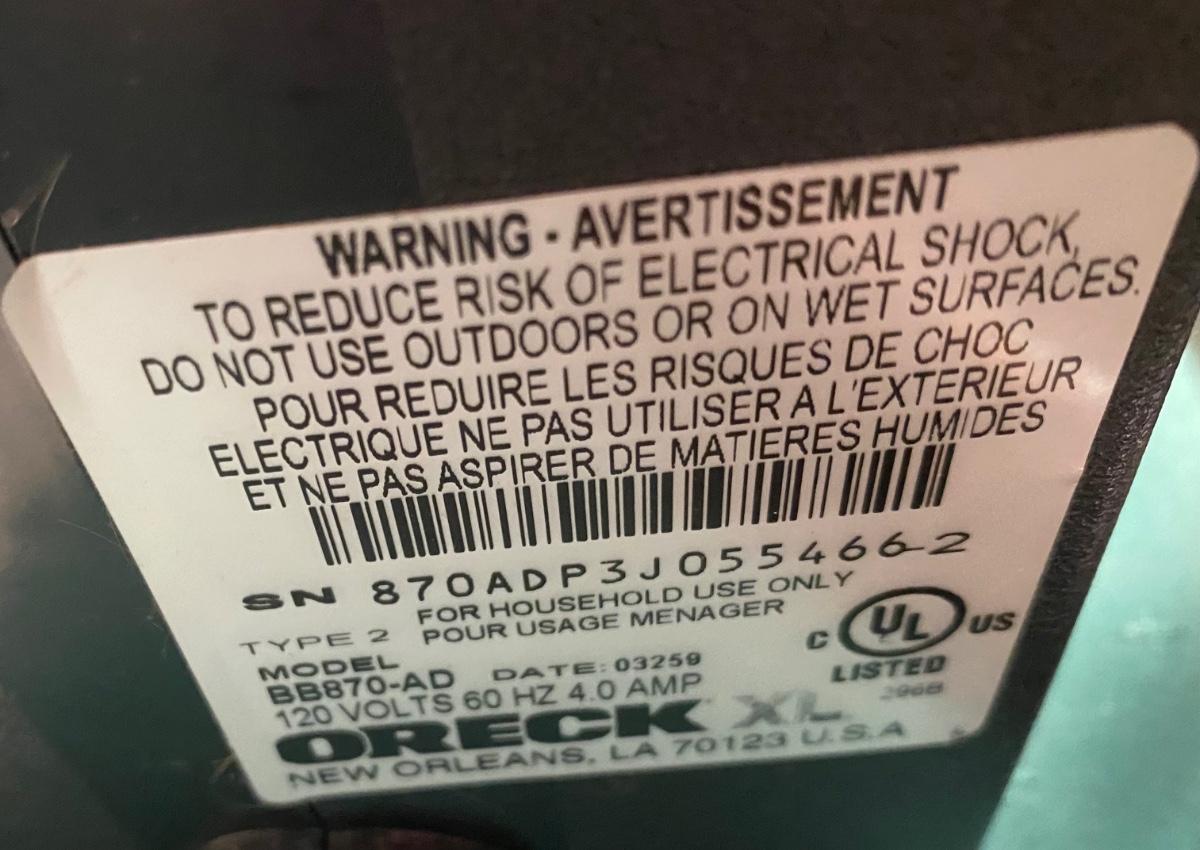 WARNING - AVERTISSEMENT
TO REDUCE RISK OF ELECTRICAL SHOCK,
DO NOT USE OUTDOORS OR ON WET SURFACES.
POUR REDUIRE LES RISQUES DE CHOC
ELECTRIQUE NE PAS UTILISER A L'EXTERIEUR
ET NE PAS ASPIRER DE MATIERES HUMIDES
SN 870ADP3J055466-2
FOR HOUSEHOLD USE ONLY
TYPE 2 POUR USAGE MENAGER
C UL US
LISTED
MODEL
BB870-AD DATE: 03259
120 VOLTS 60 HZ 4.0 AMP
ORECK XL
NEW ORLEANS, LA 70123 U.S.A